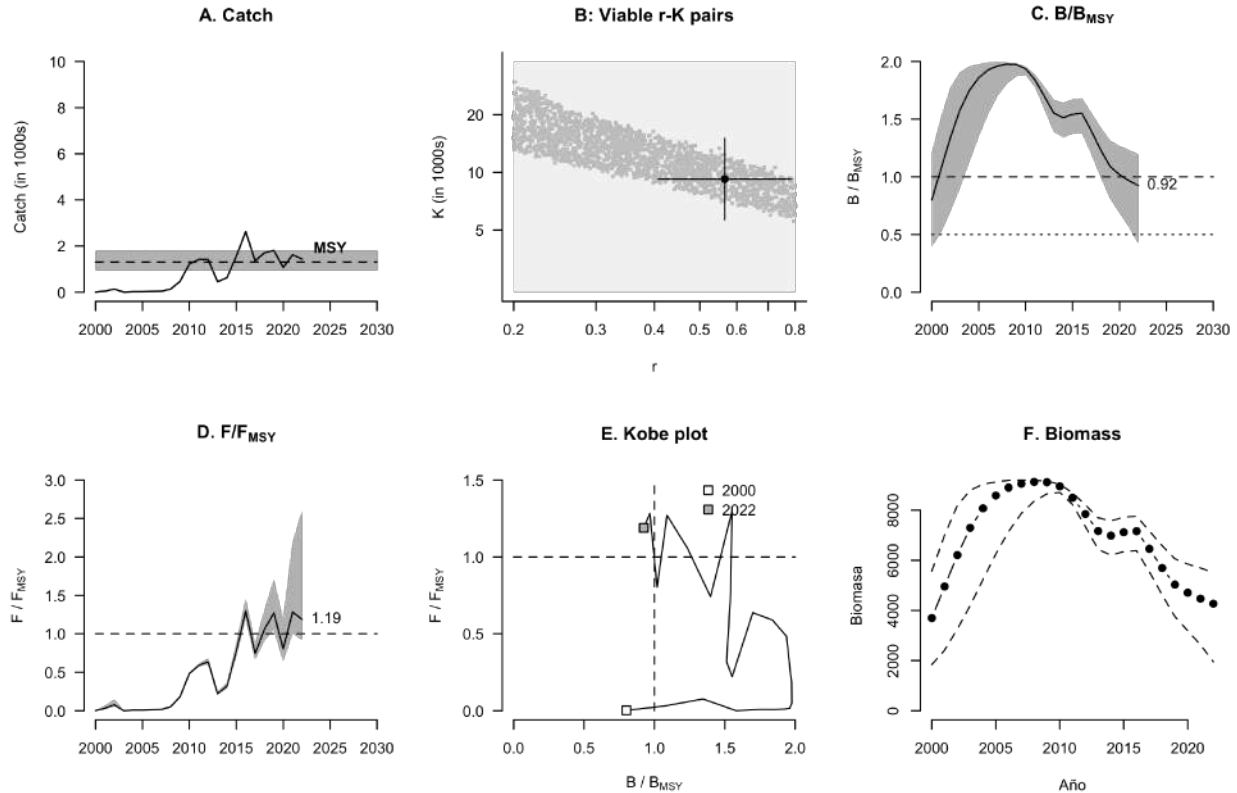 A. Catch
Catch (in 1000s)
10
8
6
4
2
0
MSY
2000 2005 2010 2015 2020 2025 2030
B: Viable r-K pairs
K (in 1000s)
20
10
5
0.2 0.3 0.4 0.5 0.6 0.8
r
C. B/BMSY
B / BMSY
2.0
1.5
1.0
0.5
0.0
0.92
2000 2005 2010 2015 2020 2025 2030
D. F/FMSY
F / FMSY
3.0
2.5
2.0
1.5
1.0
0.5
0.0
1.19
2000 2005 2010 2015 2020 2025 2030
E. Kobe plot
F / FMSY
1.5
1.0
0.5
0.0
2000
2022
0.0 0.5 1.0 1.5 2.0
B / BMSY
F. Biomass
Biomasa
8000
6000
4000
2000
0
2000 2005 2010 2015 2020
Año